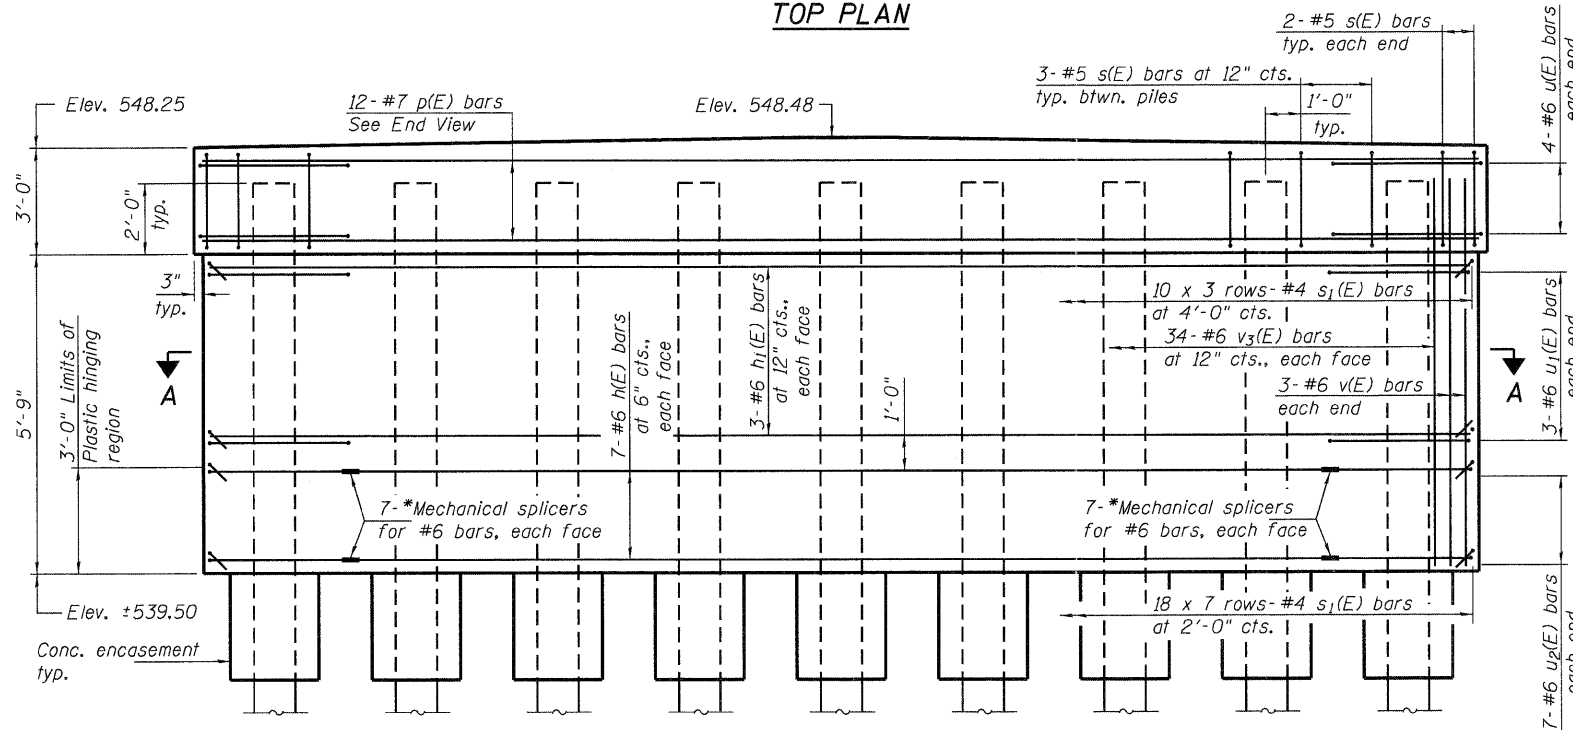 TOP PLAN
2-#5 s(E) bars
typ. each end
4-#6 u(E) bars
each end
3-#5 s(E) bars at 12" cts.
typ. btwn. piles
1'-0"
typ.
Elev. 548.25
12-#7 p(E) bars
See End View
Elev. 548.48
3'-0"
2'-0"
typ.
3"
typ.
10 x 3 rows-#4 s1(E) bars
at 4'-0" cts.
34-#6 v3(E) bars
at 12" cts., each face
3-#6 v(E) bars
each end
3-#6 u1(E) bars
each end
A
A
5'-9"
3'-0" Limits of
Plastic hinging
region
7-#6 h(E) bars
at 6" cts.,
each face
3-#6 h1(E) bars
at 12" cts.,
each face
1'-0"
7-*Mechanical splicers
for #6 bars, each face
7-*Mechanical splicers
for #6 bars, each face
Elev. ±539.50
18 x 7 rows-#4 s1(E) bars
at 2'-0" cts.
Conc. encasement
typ.
7-#6 u2(E) bars
each end